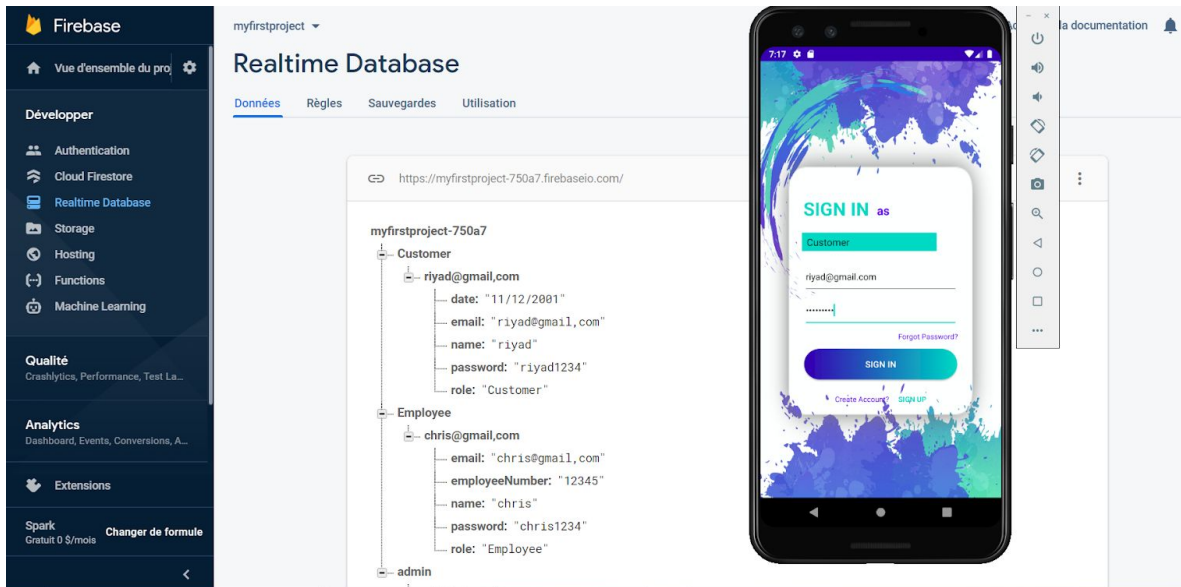 Firebase
Vue d'ensemble du proj
Développer
Authentication
Cloud Firestore
Realtime Database
Storage
Hosting
Functions
Machine Learning
Qualité
Crashlytics, Performance, Test La...
Analytics
Dashboard, Events, Conversions, A...
Extensions
Spark
Gratuit 0 $/mois
Changer de formule
myfirstproject
la documentation
Realtime Database
Données Règles Sauvegardes Utilisation
https://myfirstproject-750a7.firebaseio.com/
myfirstproject-750a7
Customer
riyad@gmail,com
date: "11/12/2001"
email: "riyad@gmail,com"
name: "riyad"
password: "riyad1234"
role: "Customer"
Employee
chris@gmail,com
email: "chris@gmail,com"
employeeNumber: "12345"
name: "chris"
password: "chris1234"
role: "Employee"
admin
7:17
SIGN IN as
Customer
riyad@gmail.com
•••••••••
Forgot Password?
SIGN IN
Create Account? SIGN UP